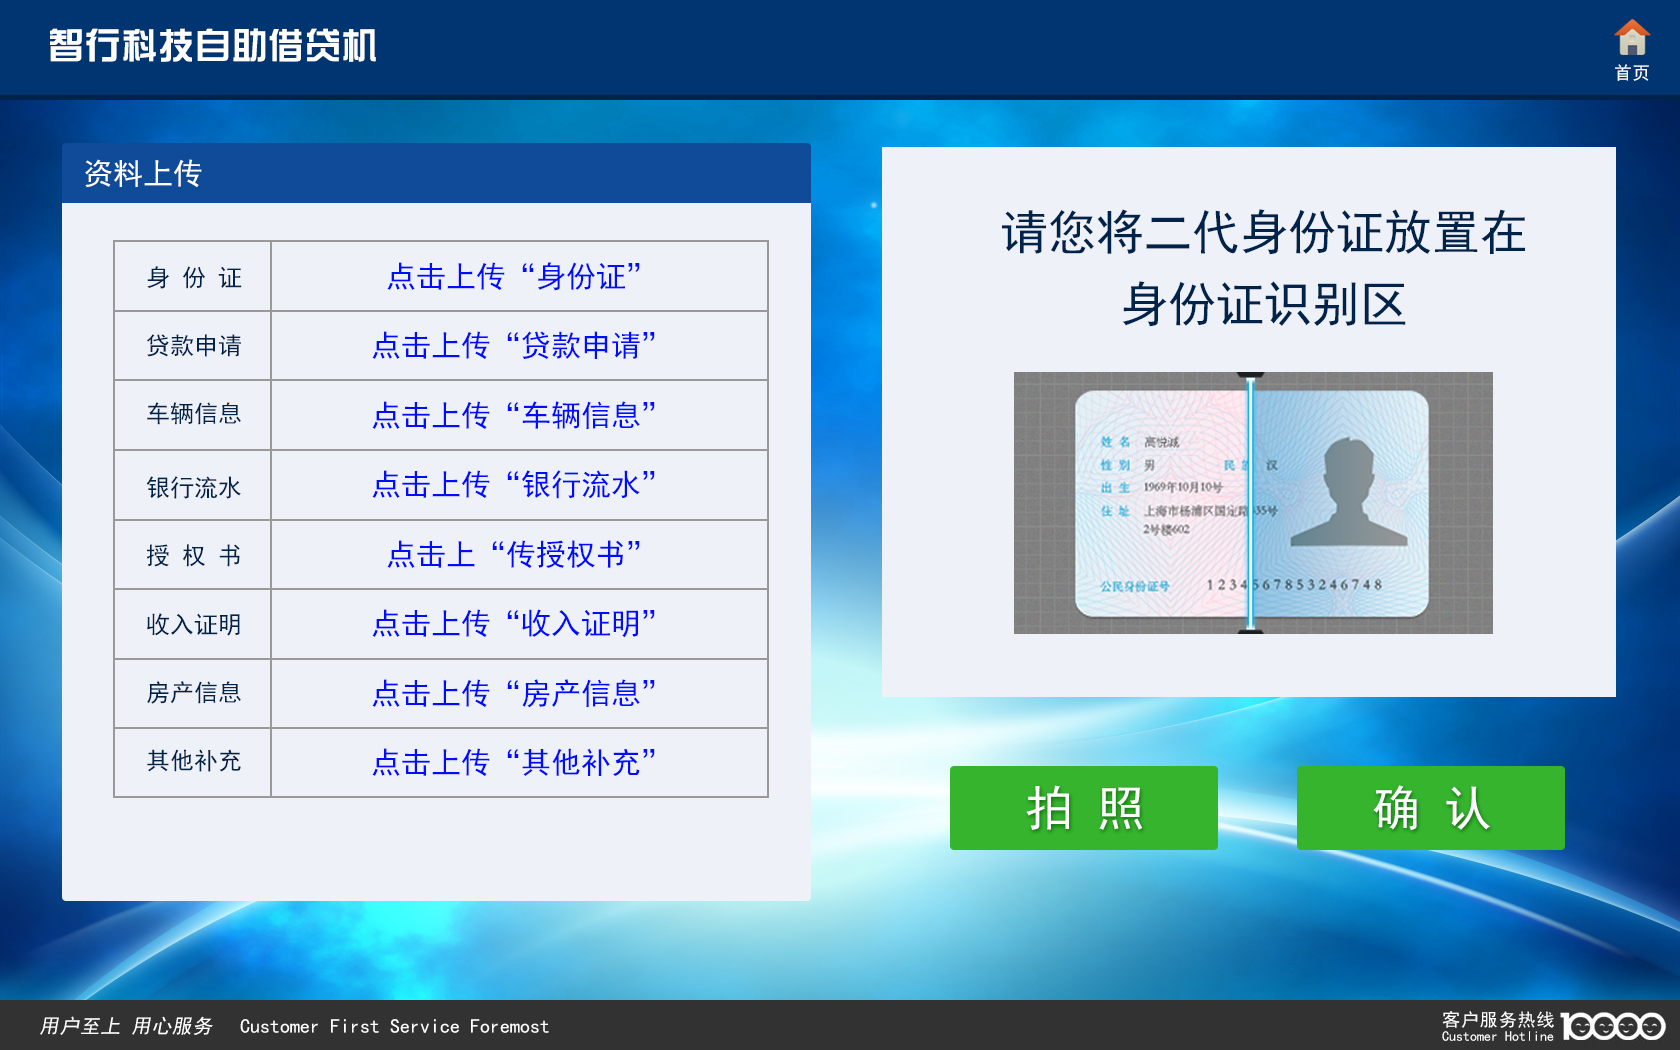 智行科技自助借贷机
首页
资料上传
身 份 证 点击上传 “身份证”
贷款申请 点击上传 “贷款申请”
车辆信息 点击上传 “车辆信息”
银行流水 点击上传 “银行流水”
授 权 书 点击上 “传授权书”
收入证明 点击上传 “收入证明”
房产信息 点击上传 “房产信息”
其他补充 点击上传 “其他补充”
请您将二代身份证放置在
身份证识别区
姓 名 高悦诚
性 别 男 民 汉
出 生 1969年10月10号
住 址 上海市杨浦区国定路335号
2号楼602
公民身份证号 1234567853246748
拍 照
确 认
用户至上 用心服务 Customer First Service Foremost
客户服务热线
Customer Hotline
10000